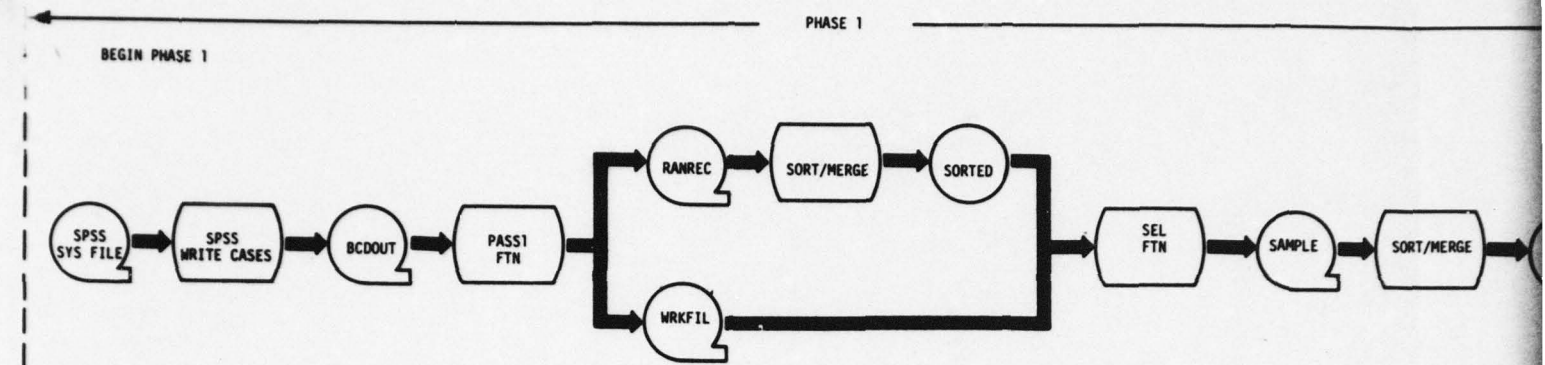 PHASE 1
BEGIN PHASE 1
SPSS
SYS FILE
SPSS
WRITE CASES
BCDOUT
PASS1
FTN
RANREC
SORT/MERGE
SORTED
WRKFIL
SEL
FTN
SAMPLE
SORT/MERGE